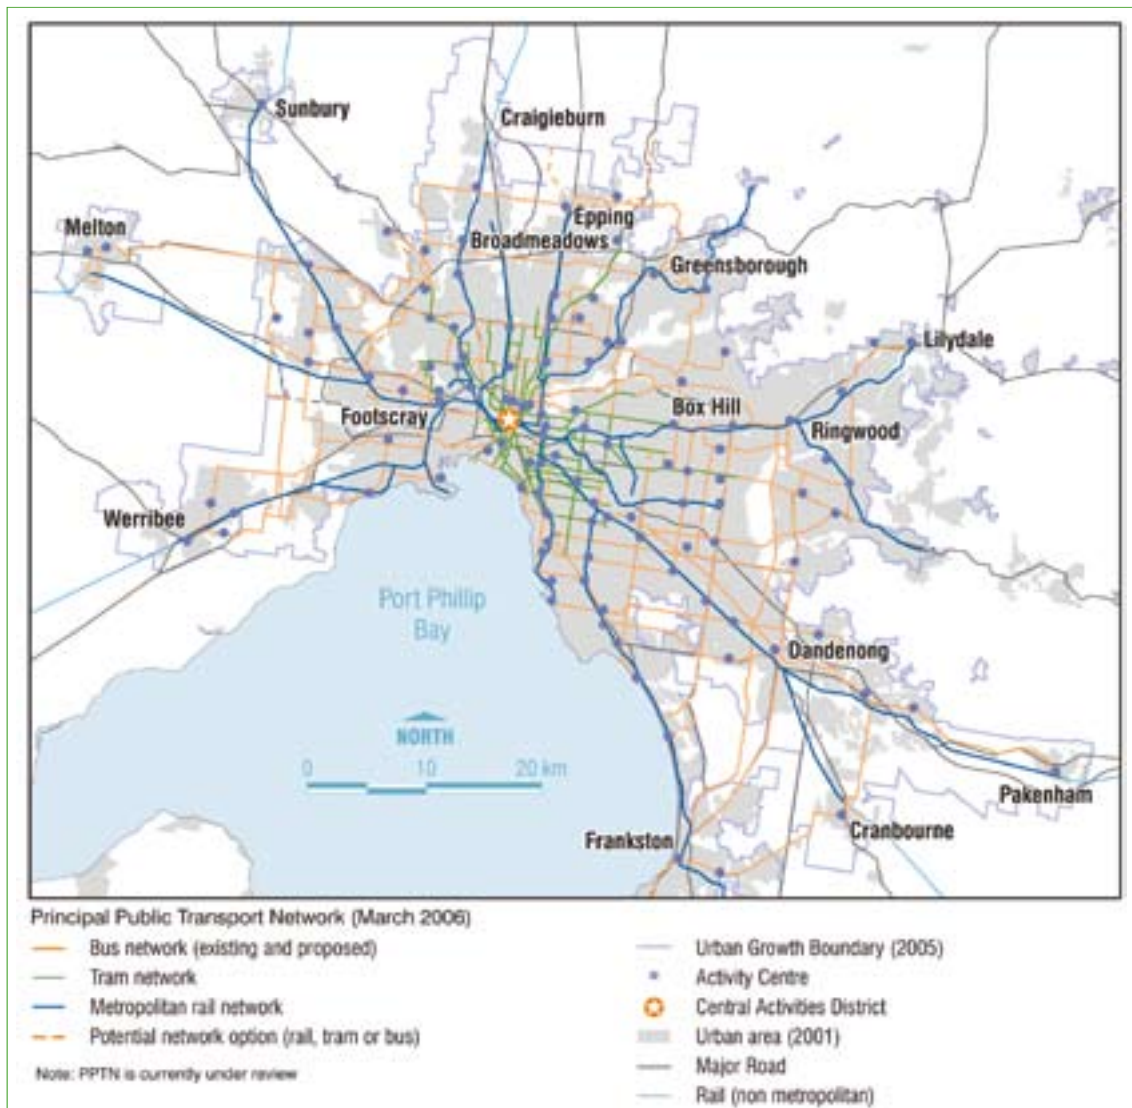 Sunbury
Craigieburn
Melton
Epping
Broadmeadows
Greensborough
Lilydale
Footscray
Box Hill
Ringwood
Werribee
Port Phillip
Bay
Dandenong
NORTH
0 10 20 km
Pakenham
Cranbourne
Frankston
Principal Public Transport Network (March 2006)
Bus network (existing and proposed)
Tram network
Metropolitan rail network
Potential network option (rail, tram or bus)
Note: PPTN is currently under review
Urban Growth Boundary (2005)
Activity Centre
Central Activities District
Urban area (2001)
Major Road
Rail (non metropolitan)